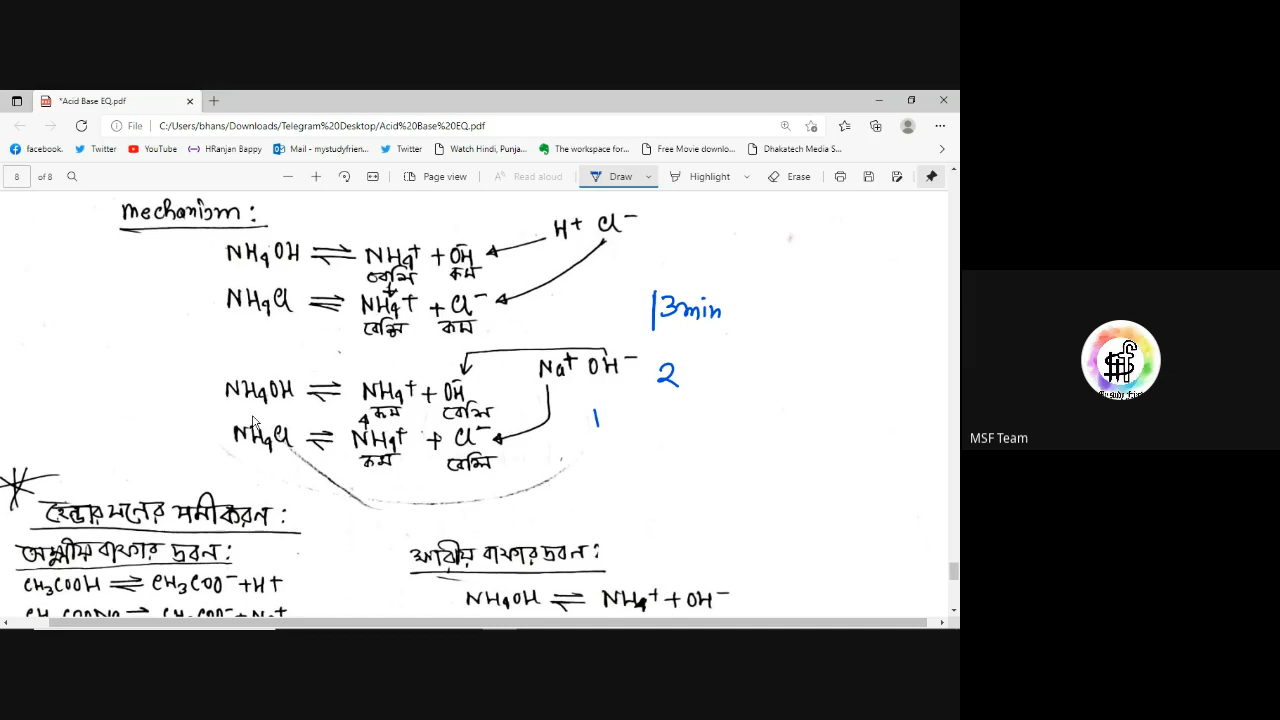 *Acid Base EQ.pdf
File C:/Users/bhans/Downloads/Telegram%20Desktop/Acid%20Base%20EQ.pdf
facebook. Twitter YouTube HRanjan Bappy Mail - mystudyfrien... Twitter Watch Hindi, Punja... The workspace for... Free Movie downlo... Dhakatech Media S...
8 of 8 Page view Read aloud Draw Highlight Erase
mechanism:
H+ Cl−
NH4OH ⇌ NH4+ + OH−
বেশি কম
NH4Cl ⇌ NH4+ + Cl−
বেশি কম
13min
Na+ OH−
2
NH4OH ⇌ NH4+ + OH−
কম বেশি
1
NH4Cl ⇌ NH4+ + Cl−
কম বেশি
MSF Team
হেন্ডারসনের সমীকরণ:
অম্লীয় বাফার দ্রবন: ক্ষারীয় বাফার দ্রবন:
CH3COOH ⇌ CH3COO− + H+
NH4OH ⇌ NH4+ + OH−